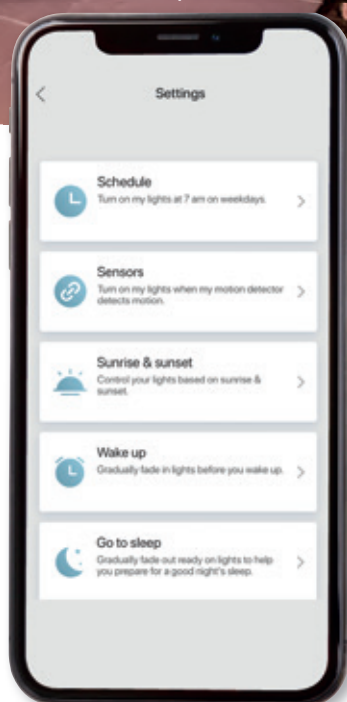 Settings
Schedule
Turn on my lights at 7 am on weekdays.
Sensors
Turn on my lights when my motion detector
detects motion.
Sunrise & sunset
Control your lights based on sunrise &
sunset.
Wake up
Gradually fade in lights before you wake up.
Go to sleep
Gradually fade out ready on lights to help
you prepare for a good night's sleep.